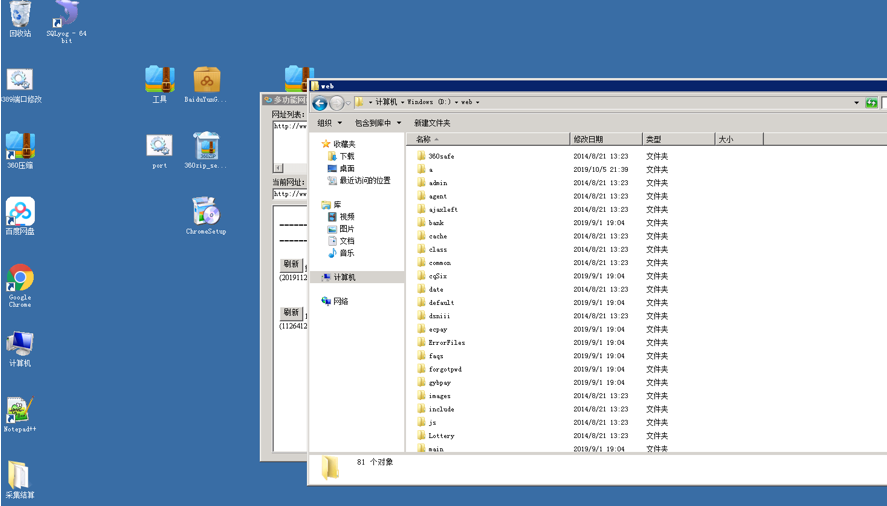 回收站
SQLyog - 64
bit
3389端口修改
工具
BaiduYunG...
360压缩
port
360zip_se...
百度网盘
ChromeSetup
Google
Chrome
计算机
Notepad++
采集结算
多功能网
网址列表:
http://ww
当前网址:
http://ww
刷新
(2019112
刷新
(1126412
web
计算机
Windows (D:)
web
组织
包含到库中
新建文件夹
收藏夹
下载
桌面
最近访问的位置
库
视频
图片
文档
音乐
计算机
网络
名称 修改日期 类型 大小
360safe 2014/8/21 13:23 文件夹
a 2019/10/5 21:39 文件夹
admin 2014/8/21 13:23 文件夹
agent 2014/8/21 13:23 文件夹
ajaxleft 2014/8/21 13:23 文件夹
bank 2019/9/1 19:04 文件夹
cache 2014/8/21 13:23 文件夹
class 2014/8/21 13:23 文件夹
common 2014/8/21 13:23 文件夹
cqSix 2019/9/1 19:04 文件夹
date 2014/8/21 13:23 文件夹
default 2019/9/1 19:04 文件夹
dxniii 2014/8/21 13:23 文件夹
ecpay 2019/9/1 19:04 文件夹
ErrorFiles 2019/9/1 19:04 文件夹
faqs 2019/9/1 19:04 文件夹
forgotpwd 2019/9/1 19:04 文件夹
gybpay 2019/9/1 19:04 文件夹
images 2014/8/21 13:23 文件夹
include 2014/8/21 13:23 文件夹
js 2014/8/21 13:23 文件夹
Lottery 2014/8/21 13:23 文件夹
main 2019/9/1 19:04 文件夹
81 个对象